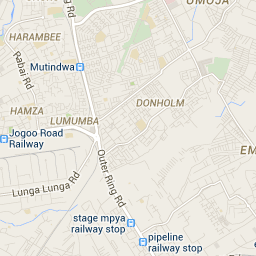 UMOJA
HARAMBEE
Rabai Rd
Rd
Mutindwa
DONHOLM
HAMZA
LUMUMBA
Jogoo Road
Railway
Outer Ring Rd
EM
Lunga Lunga Rd
stage mpya
railway stop
pipeline
railway stop